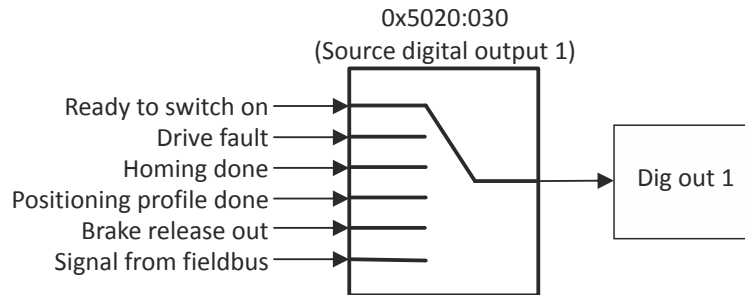 0x5020:030
(Source digital output 1)
Ready to switch on
Drive fault
Homing done
Positioning profile done
Brake release out
Signal from fieldbus
Dig out 1